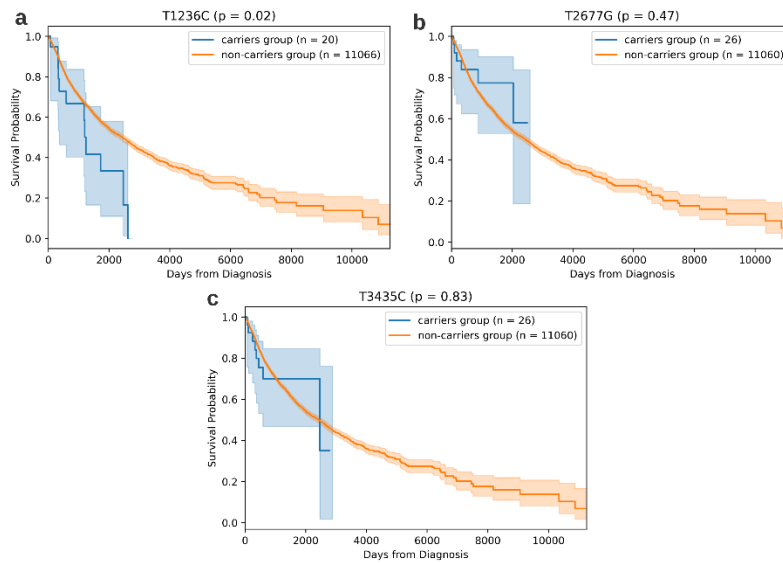 a
T1236C (p = 0.02)
carriers group (n = 20)
non-carriers group (n = 11066)
1.0
0.8
0.6
0.4
0.2
0.0
Survival Probability
0 2000 4000 6000 8000 10000
Days from Diagnosis
b
T2677G (p = 0.47)
carriers group (n = 26)
non-carriers group (n = 11060)
1.0
0.8
0.6
0.4
0.2
0.0
Survival Probability
0 2000 4000 6000 8000 10000
Days from Diagnosis
c
T3435C (p = 0.83)
carriers group (n = 26)
non-carriers group (n = 11060)
1.0
0.8
0.6
0.4
0.2
0.0
Survival Probability
0 2000 4000 6000 8000 10000
Days from Diagnosis